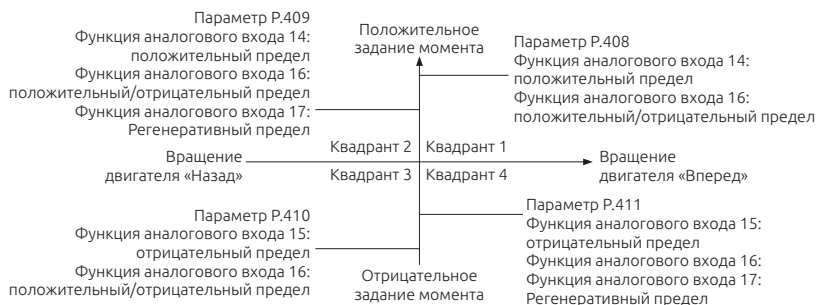 Параметр P.409
Функция аналогового входа 14:
положительный предел
Функция аналогового входа 16:
положительный/отрицательный предел
Функция аналогового входа 17:
Регенеративный предел
Положительное
задание момента
Параметр P.408
Функция аналогового входа 14:
положительный предел
Функция аналогового входа 16:
положительный/отрицательный предел
Вращение
двигателя «Назад»
Квадрант 2
Квадрант 1
Квадрант 3
Квадрант 4
Вращение
двигателя «Вперед»
Параметр P.410
Функция аналогового входа 15:
отрицательный предел
Функция аналогового входа 16:
положительный/отрицательный предел
Отрицательное
задание момента
Параметр P.411
Функция аналогового входа 15:
отрицательный предел
Функция аналогового входа 16:
Функция аналогового входа 17:
Регенеративный предел